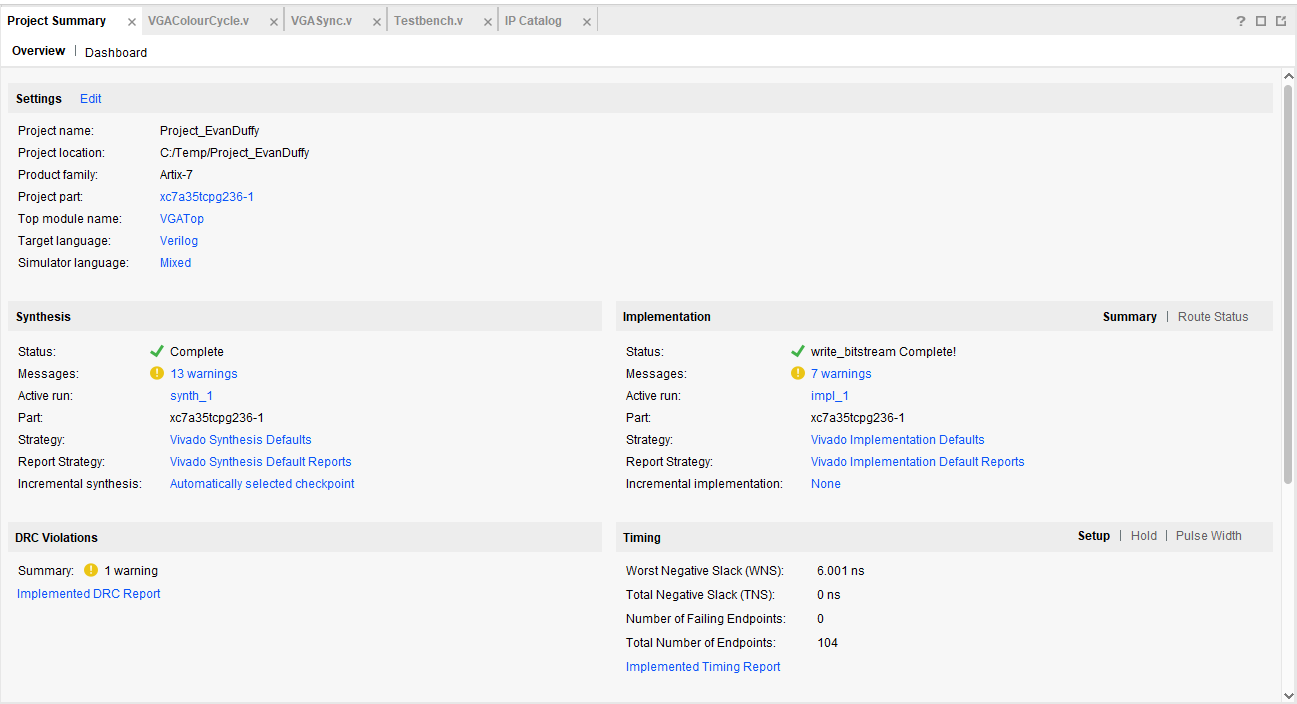 Project Summary × VGAColourCycle.v × VGASync.v × Testbench.v × IP Catalog × ?
Overview | Dashboard
Settings Edit
Project name: Project_EvanDuffy
Project location: C:/Temp/Project_EvanDuffy
Product family: Artix-7
Project part: xc7a35tcpg236-1
Top module name: VGATop
Target language: Verilog
Simulator language: Mixed
Synthesis
Status: Complete
Messages: 13 warnings
Active run: synth_1
Part: xc7a35tcpg236-1
Strategy: Vivado Synthesis Defaults
Report Strategy: Vivado Synthesis Default Reports
Incremental synthesis: Automatically selected checkpoint
Implementation Summary | Route Status
Status: write_bitstream Complete!
Messages: 7 warnings
Active run: impl_1
Part: xc7a35tcpg236-1
Strategy: Vivado Implementation Defaults
Report Strategy: Vivado Implementation Default Reports
Incremental implementation: None
DRC Violations
Summary: 1 warning
Implemented DRC Report
Timing Setup | Hold | Pulse Width
Worst Negative Slack (WNS): 6.001 ns
Total Negative Slack (TNS): 0 ns
Number of Failing Endpoints: 0
Total Number of Endpoints: 104
Implemented Timing Report